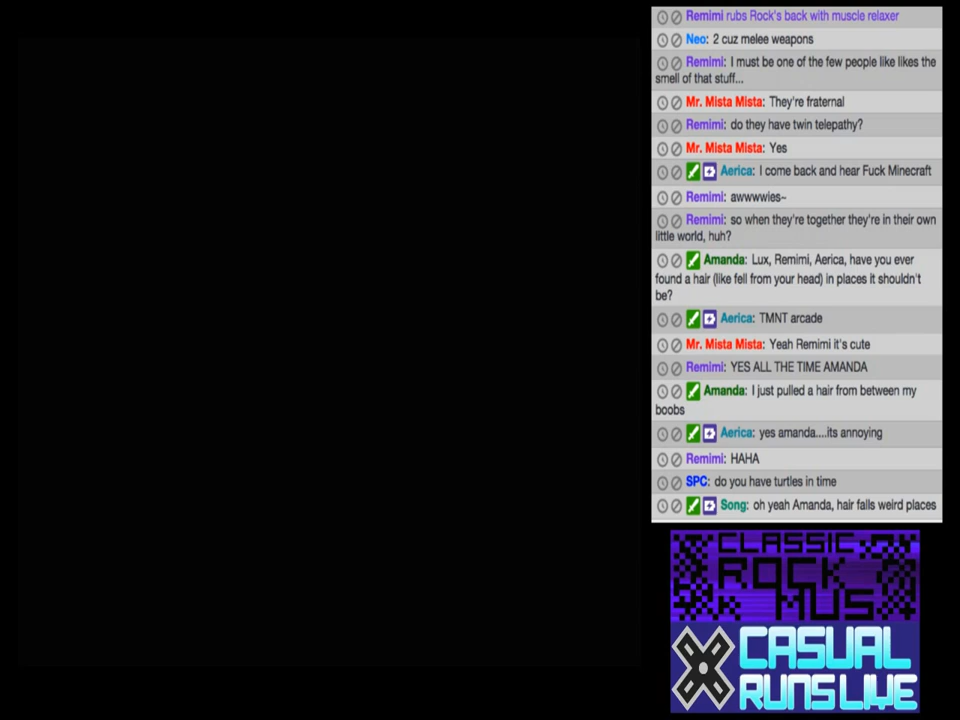 Remimi rubs Rock's back with muscle relaxer
Neo: 2 cuz melee weapons
Remimi: I must be one of the few people like likes the
smell of that stuff...
Mr. Mista Mista: They're fraternal
Remimi: do they have twin telepathy?
Mr. Mista Mista: Yes
Aerica: I come back and hear Fuck Minecraft
Remimi: awwwwies~
Remimi: so when they're together they're in their own
little world, huh?
Amanda: Lux, Remimi, Aerica, have you ever
found a hair (like fell from your head) in places it shouldn't
be?
Aerica: TMNT arcade
Mr. Mista Mista: Yeah Remimi it's cute
Remimi: YES ALL THE TIME AMANDA
Amanda: I just pulled a hair from between my
boobs
Aerica: yes amanda....its annoying
Remimi: HAHA
SPC: do you have turtles in time
Song: oh yeah Amanda, hair falls weird places
CLASSIC
ROCK
MUS
CASUAL
RUNSLIVE